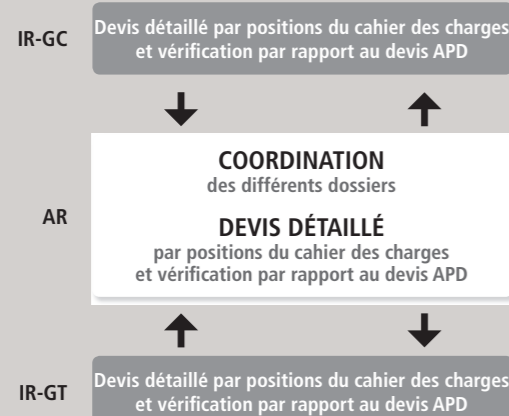 IR-GC
Devis détaillé par positions du cahier des charges
et vérification par rapport au devis APD
AR
COORDINATION
des différents dossiers
DEVIS DÉTAILLÉ
par positions du cahier des charges
et vérification par rapport au devis APD
IR-GT
Devis détaillé par positions du cahier des charges
et vérification par rapport au devis APD